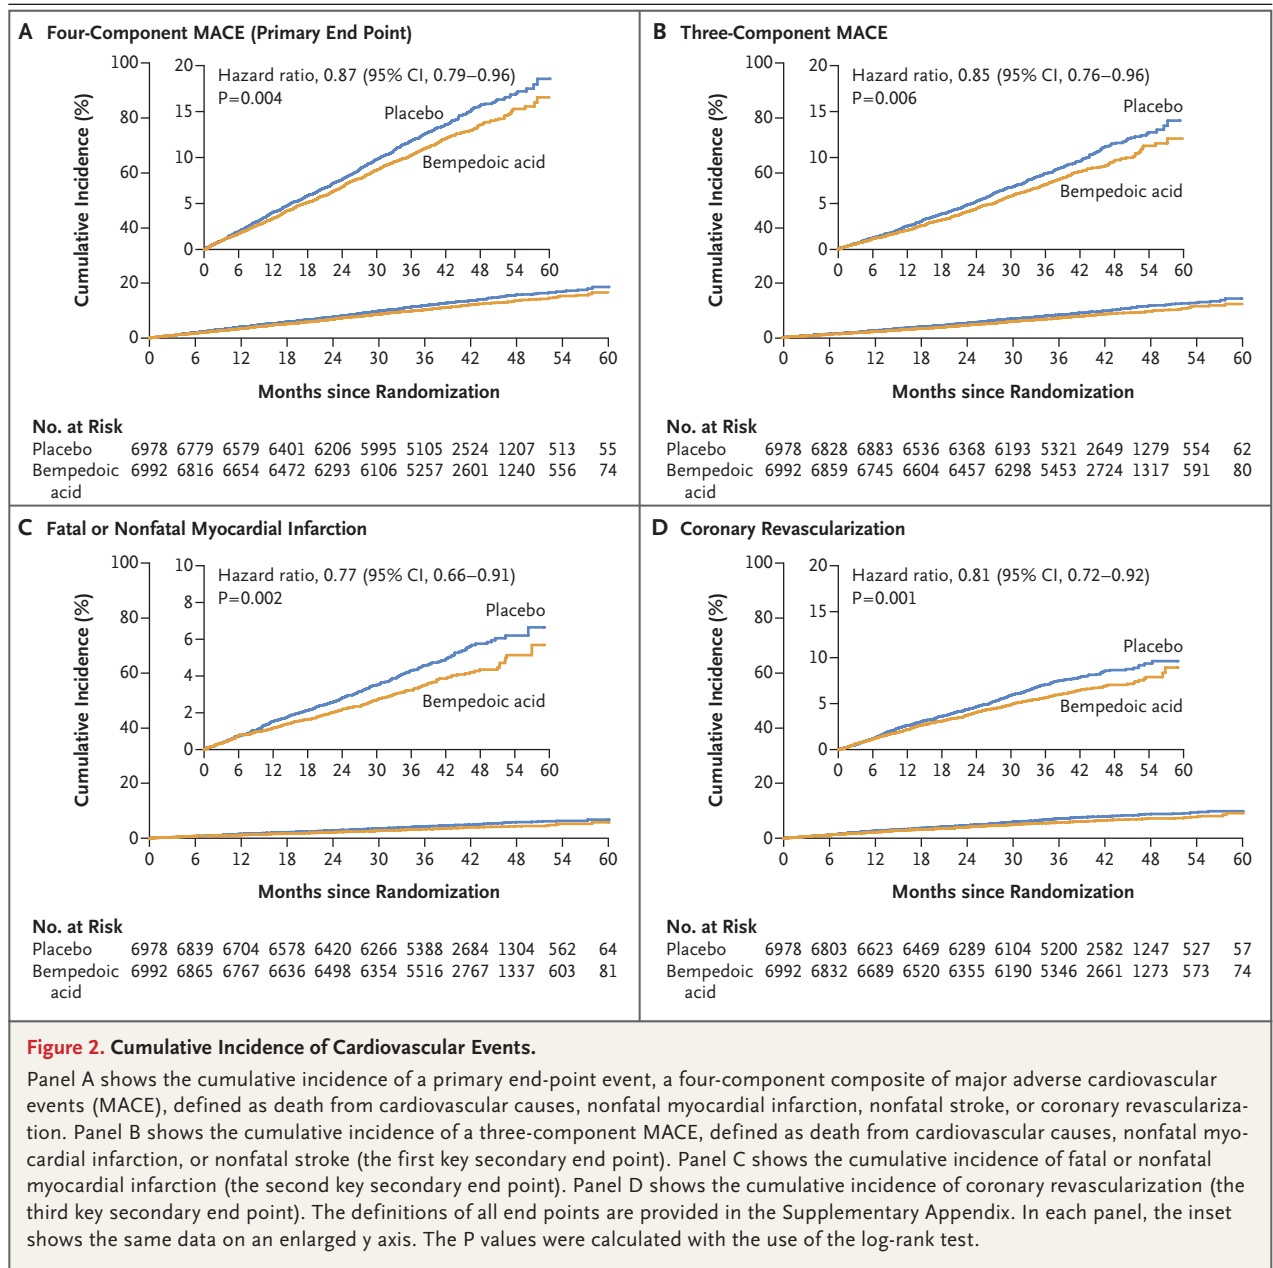 A Four-Component MACE (Primary End Point)
Cumulative Incidence (%)
100
80
60
40
20
0
20
15
10
5
0
Hazard ratio, 0.87 (95% CI, 0.79–0.96)
P=0.004
Placebo
Bempedoic acid
0 6 12 18 24 30 36 42 48 54 60
0 6 12 18 24 30 36 42 48 54 60
Months since Randomization
No. at Risk
Placebo 6978 6779 6579 6401 6206 5995 5105 2524 1207 513 55
Bempedoic 6992 6816 6654 6472 6293 6106 5257 2601 1240 556 74
acid
B Three-Component MACE
Cumulative Incidence (%)
100
80
60
40
20
0
20
15
10
5
0
Hazard ratio, 0.85 (95% CI, 0.76–0.96)
P=0.006
Placebo
Bempedoic acid
0 6 12 18 24 30 36 42 48 54 60
0 6 12 18 24 30 36 42 48 54 60
Months since Randomization
No. at Risk
Placebo 6978 6828 6883 6536 6368 6193 5321 2649 1279 554 62
Bempedoic 6992 6859 6745 6604 6457 6298 5453 2724 1317 591 80
acid
C Fatal or Nonfatal Myocardial Infarction
Cumulative Incidence (%)
100
80
60
40
20
0
10
8
6
4
2
0
Hazard ratio, 0.77 (95% CI, 0.66–0.91)
P=0.002
Placebo
Bempedoic acid
0 6 12 18 24 30 36 42 48 54 60
0 6 12 18 24 30 36 42 48 54 60
Months since Randomization
No. at Risk
Placebo 6978 6839 6704 6578 6420 6266 5388 2684 1304 562 64
Bempedoic 6992 6865 6767 6636 6498 6354 5516 2767 1337 603 81
acid
D Coronary Revascularization
Cumulative Incidence (%)
100
80
60
40
20
0
20
15
10
5
0
Hazard ratio, 0.81 (95% CI, 0.72–0.92)
P=0.001
Placebo
Bempedoic acid
0 6 12 18 24 30 36 42 48 54 60
0 6 12 18 24 30 36 42 48 54 60
Months since Randomization
No. at Risk
Placebo 6978 6803 6623 6469 6289 6104 5200 2582 1247 527 57
Bempedoic 6992 6832 6689 6520 6355 6190 5346 2661 1273 573 74
acid
Figure 2. Cumulative Incidence of Cardiovascular Events.
Panel A shows the cumulative incidence of a primary end-point event, a four-component composite of major adverse cardiovascular
events (MACE), defined as death from cardiovascular causes, nonfatal myocardial infarction, nonfatal stroke, or coronary revasculariza-
tion. Panel B shows the cumulative incidence of a three-component MACE, defined as death from cardiovascular causes, nonfatal myo-
cardial infarction, or nonfatal stroke (the first key secondary end point). Panel C shows the cumulative incidence of fatal or nonfatal
myocardial infarction (the second key secondary end point). Panel D shows the cumulative incidence of coronary revascularization (the
third key secondary end point). The definitions of all end points are provided in the Supplementary Appendix. In each panel, the inset
shows the same data on an enlarged y axis. The P values were calculated with the use of the log-rank test.